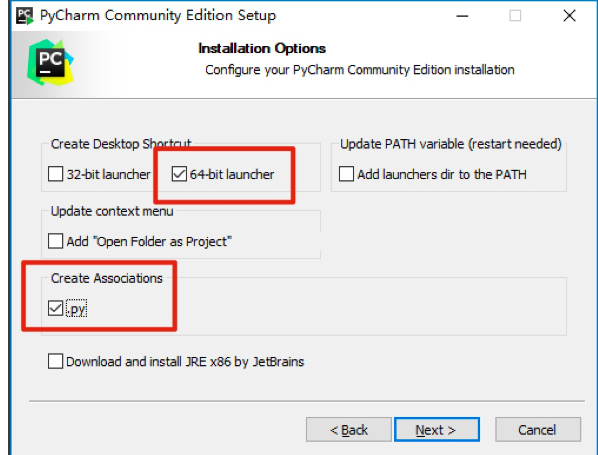 PyCharm Community Edition Setup
PC
Installation Options
Configure your PyCharm Community Edition installation
Create Desktop Shortcut
Update PATH variable (restart needed)
32-bit launcher
64-bit launcher
Add launchers dir to the PATH
Update context menu
Add "Open Folder as Project"
Create Associations
.py
Download and install JRE x86 by JetBrains
< Back
Next >
Cancel